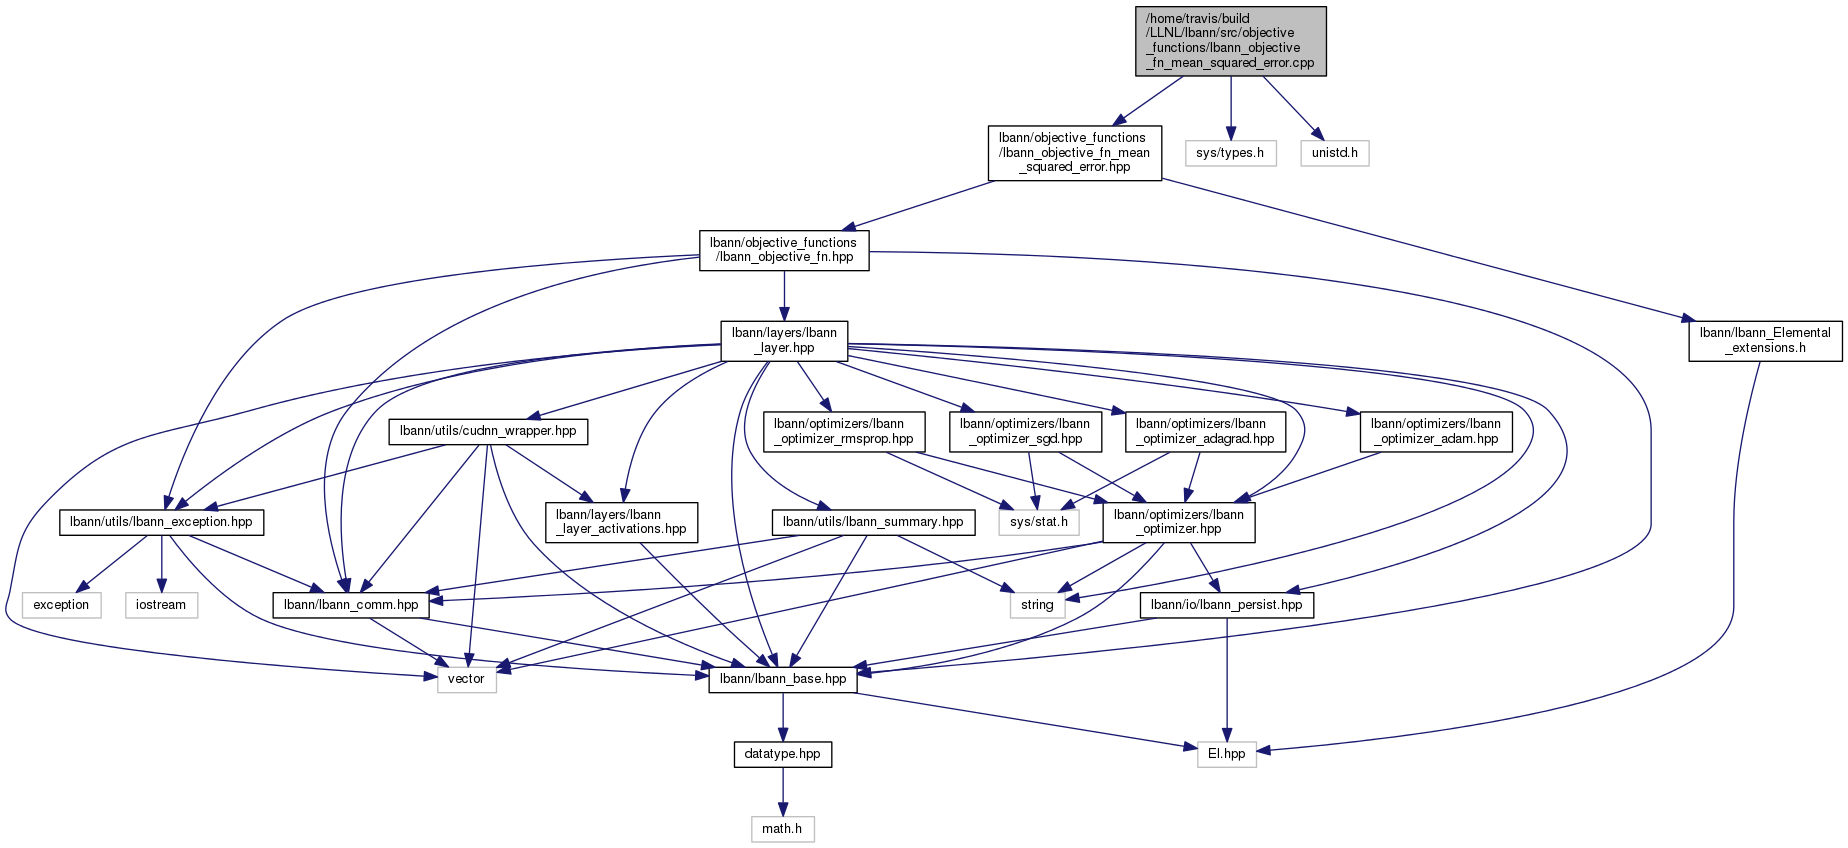 /home/travis/build
/LLNL/lbann/src/objective
_functions/lbann_objective
_fn_mean_squared_error.cpp
lbann/objective_functions
/lbann_objective_fn_mean
_squared_error.hpp
sys/types.h
unistd.h
lbann/objective_functions
/lbann_objective_fn.hpp
lbann/layers/lbann
_layer.hpp
lbann/lbann_Elemental
_extensions.h
lbann/utils/cudnn_wrapper.hpp
lbann/optimizers/lbann
_optimizer_rmsprop.hpp
lbann/optimizers/lbann
_optimizer_sgd.hpp
lbann/optimizers/lbann
_optimizer_adagrad.hpp
lbann/optimizers/lbann
_optimizer_adam.hpp
lbann/utils/lbann_exception.hpp
lbann/layers/lbann
_layer_activations.hpp
lbann/utils/lbann_summary.hpp
sys/stat.h
lbann/optimizers/lbann
_optimizer.hpp
exception
iostream
lbann/lbann_comm.hpp
string
lbann/io/lbann_persist.hpp
vector
lbann/lbann_base.hpp
datatype.hpp
El.hpp
math.h